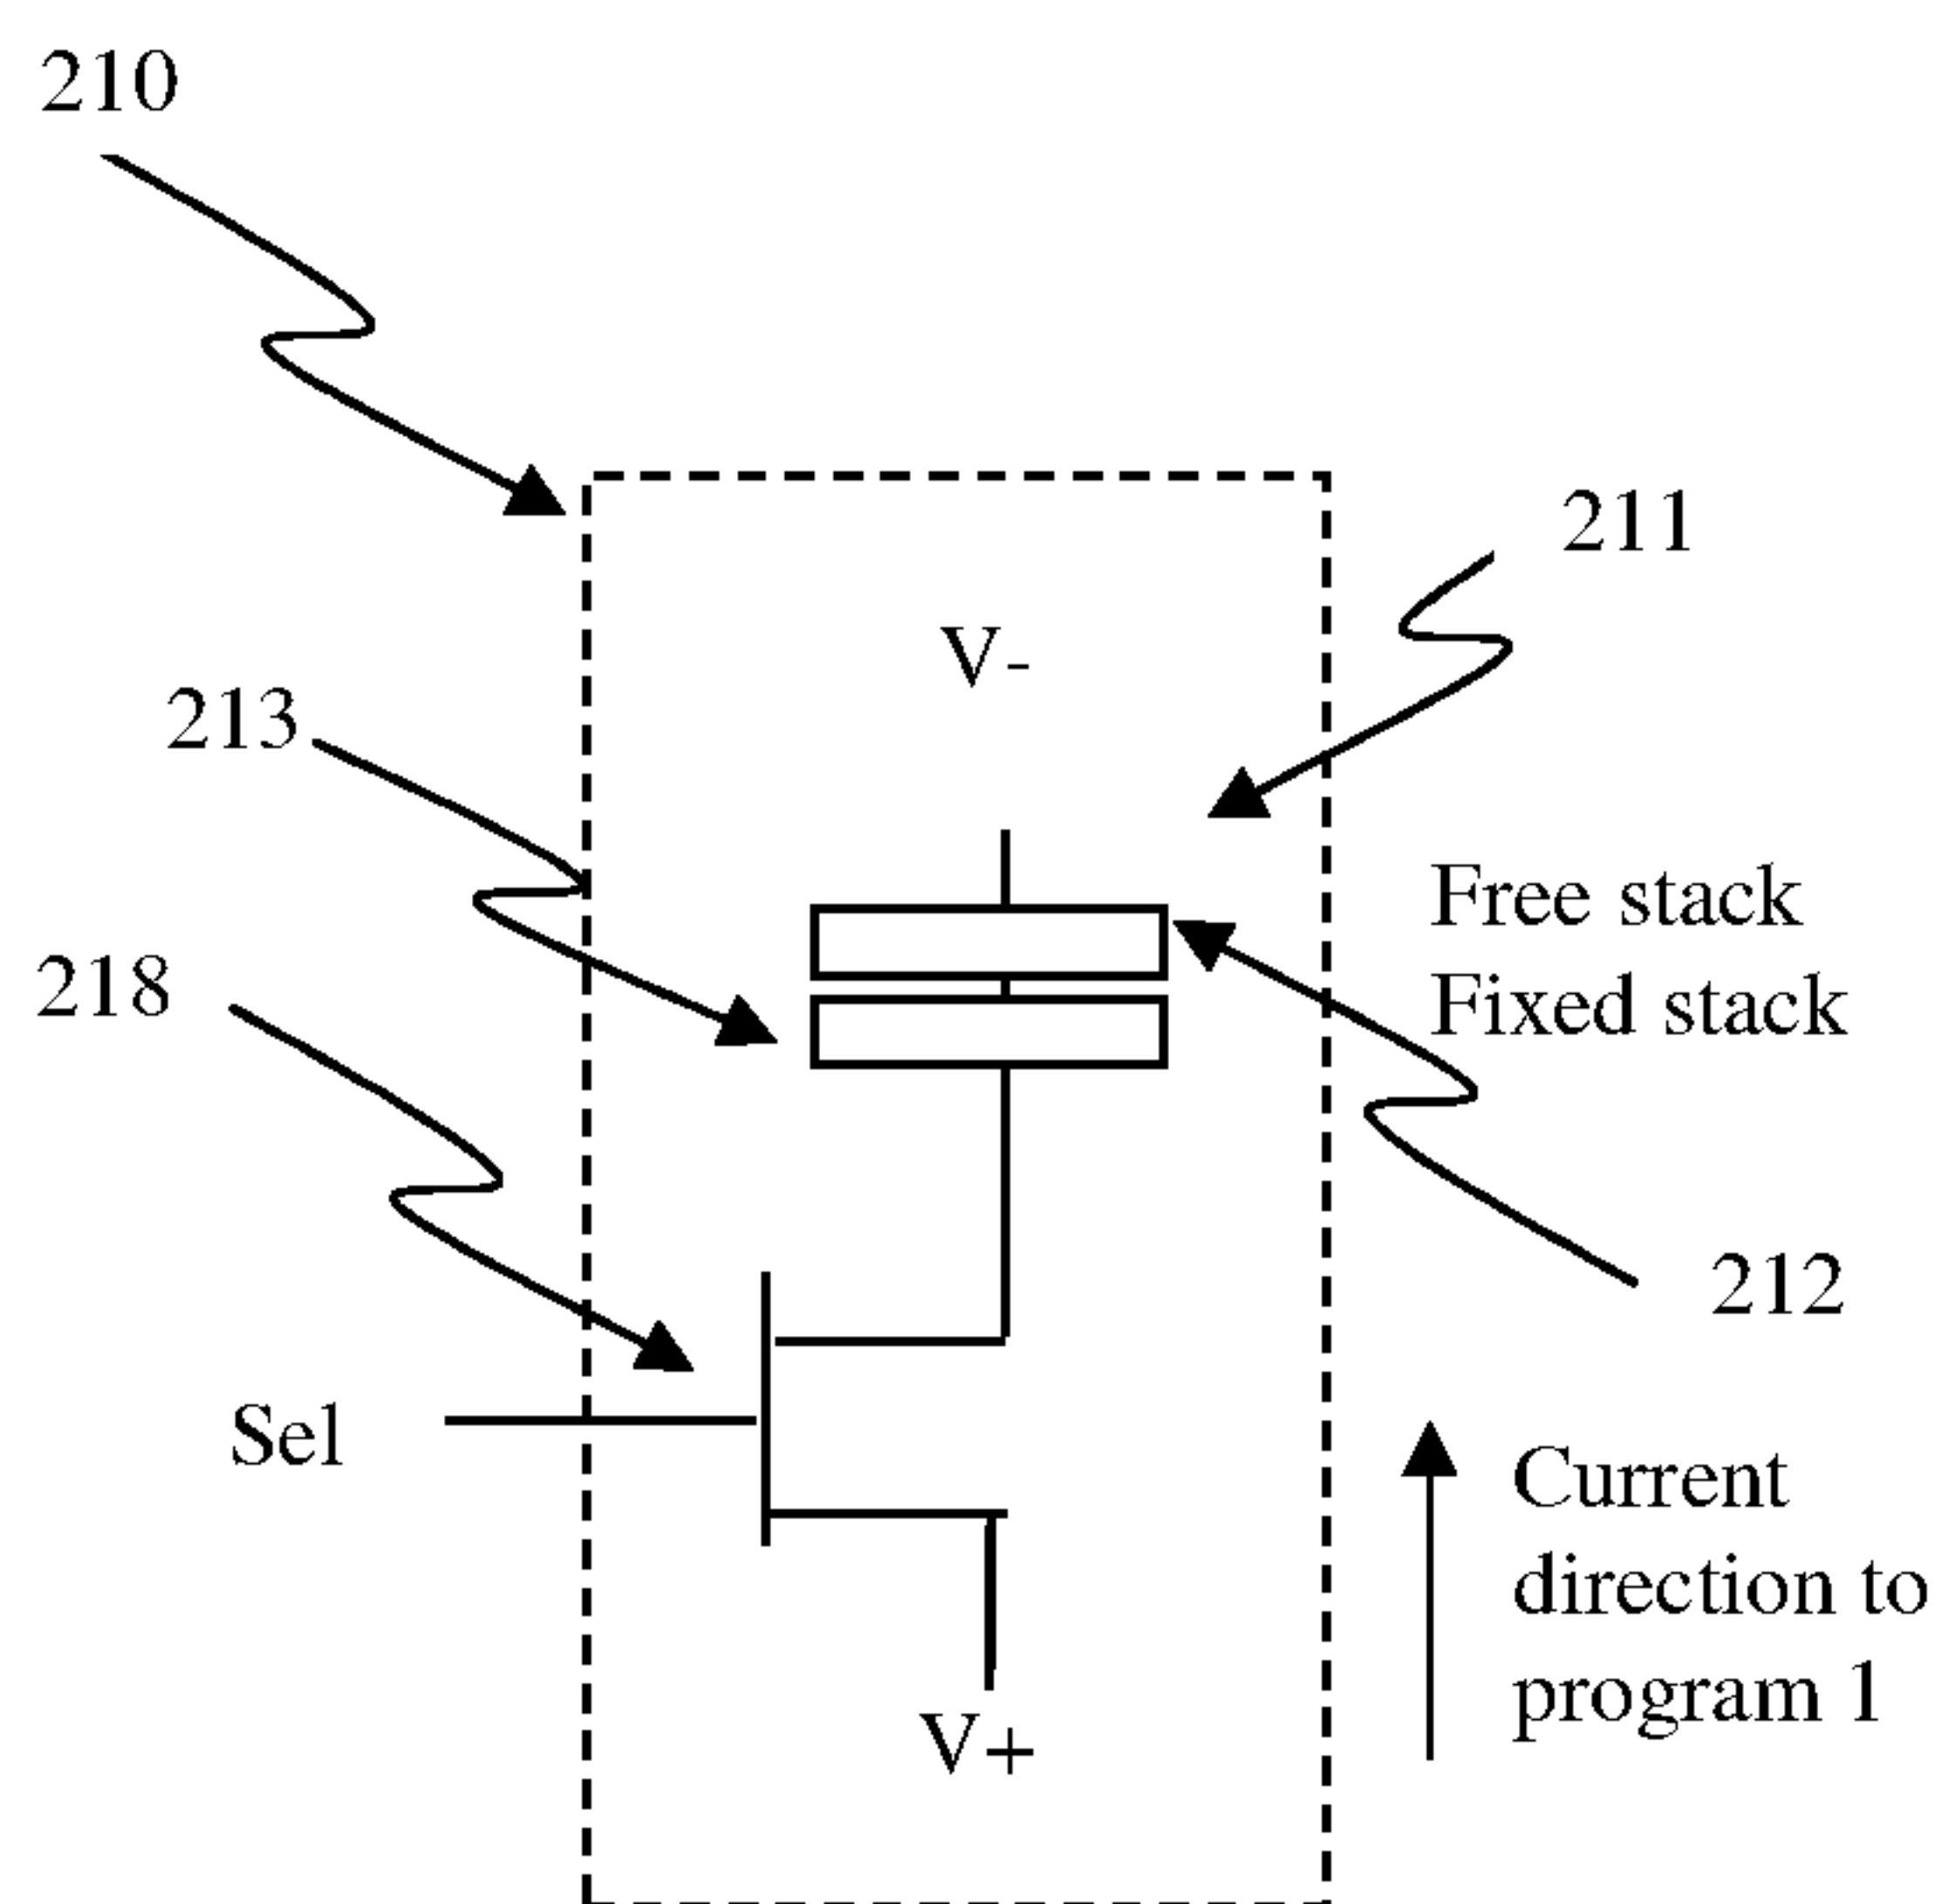 210
211
V-
213
Free stack
218
Fixed stack
212
Sel
Current
direction to
program 1
V+